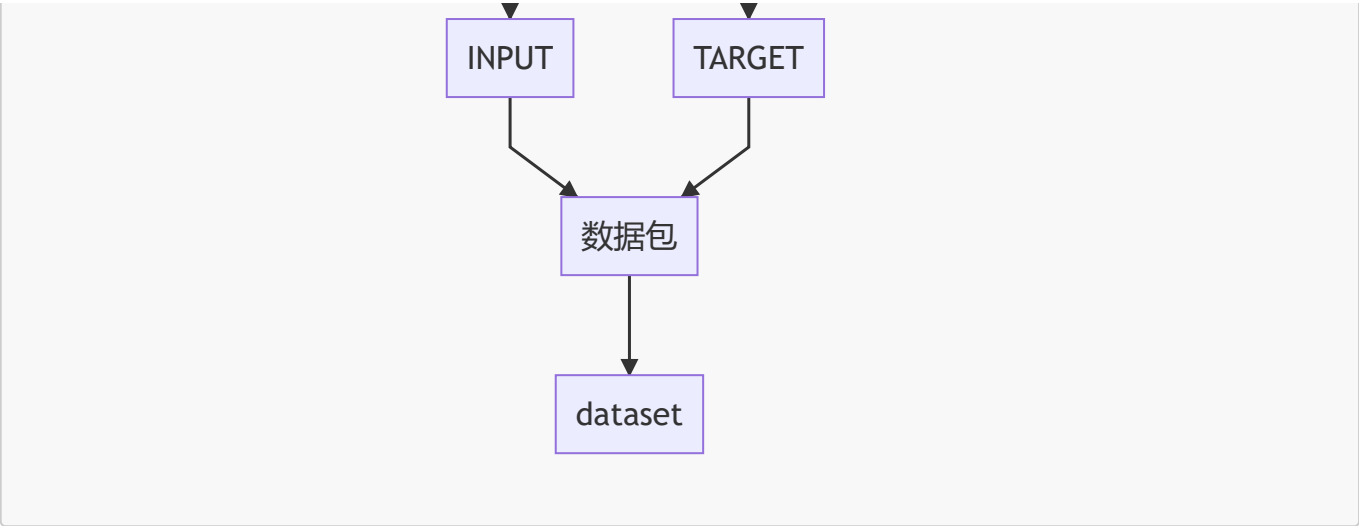 INPUT
TARGET
数据包
dataset